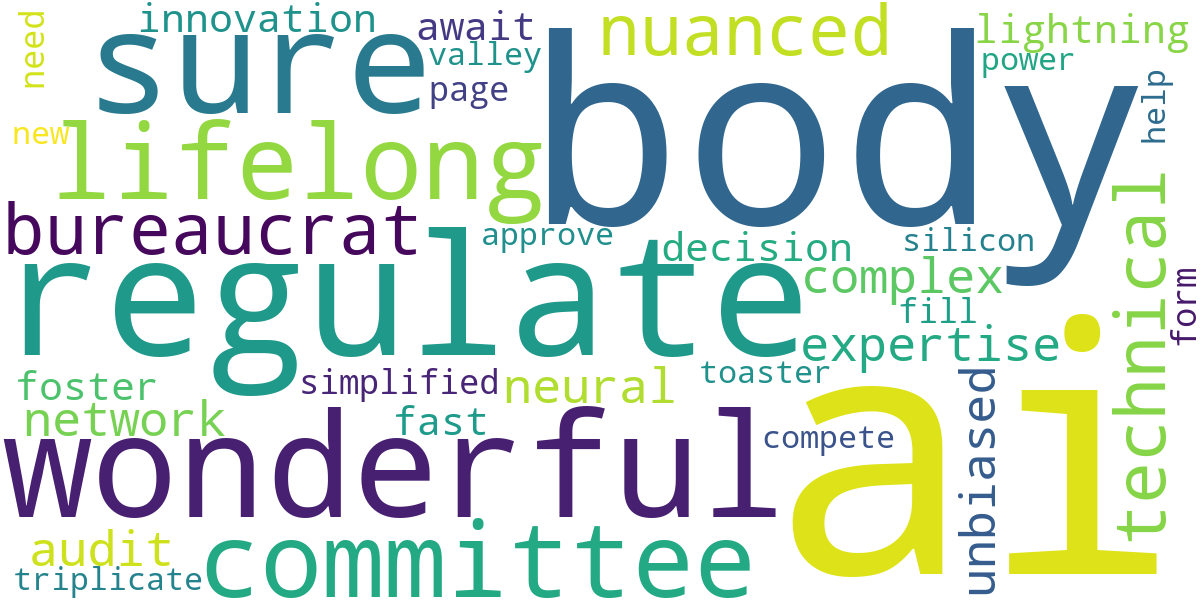 innovation
await
nuanced
lightning
need
sure
valley
power
page
body
help
new
lifelong
bureaucrat
approve
decision
silicon
technical
regulate
complex
form
fill
expertise
foster
simplified
neural
toaster
network
fast
wonderful
compete
unbiased
ai
audit
committee
triplicate